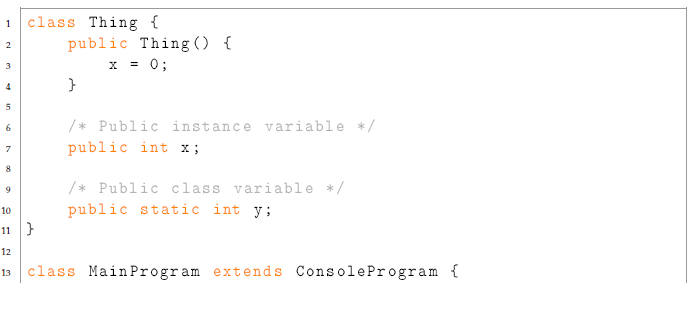 1 class Thing {
2 public Thing() {
3 x = 0;
4 }
5
6 /* Public instance variable */
7 public int x;
8
9 /* Public class variable */
10 public static int y;
11 }
12
13 class MainProgram extends ConsoleProgram {